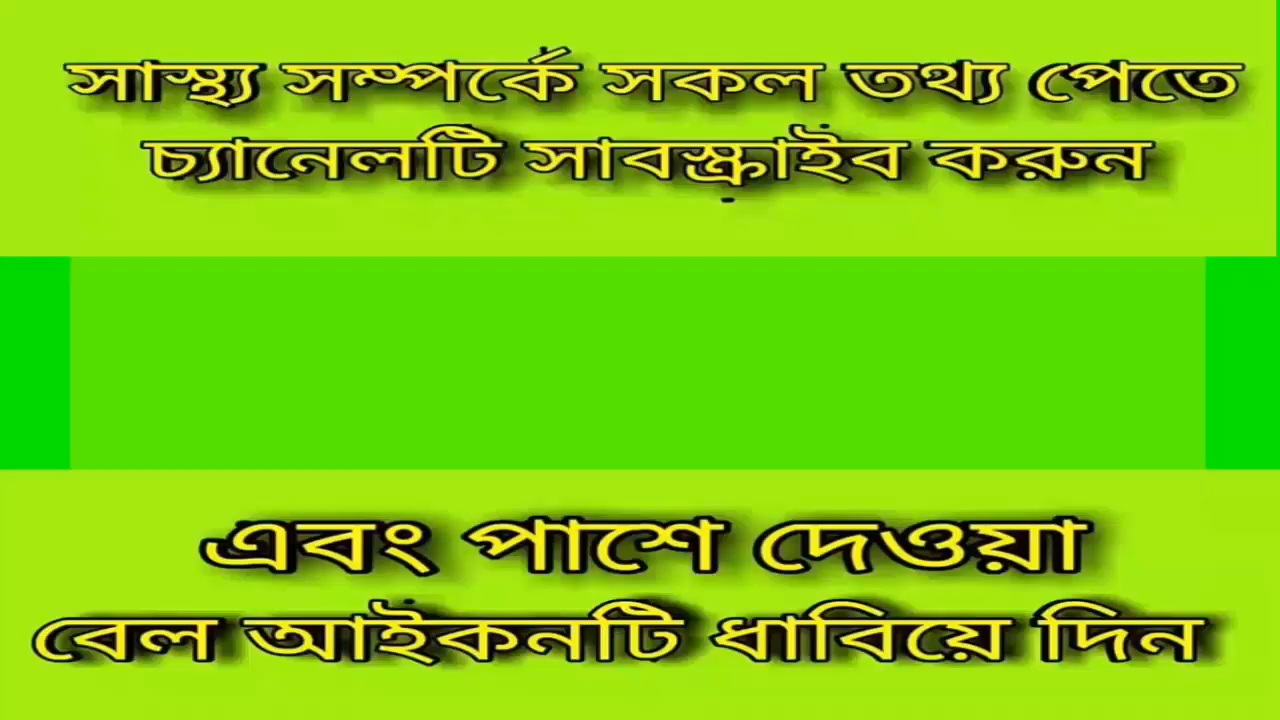 সাস্থ্য সম্পর্কে সকল তথ্য পেতে
চ্যানেলটি সাবস্ক্রাইব করুন
এবং পাশে দেওয়া
বেল আইকনটি ধাবিয়ে দিন